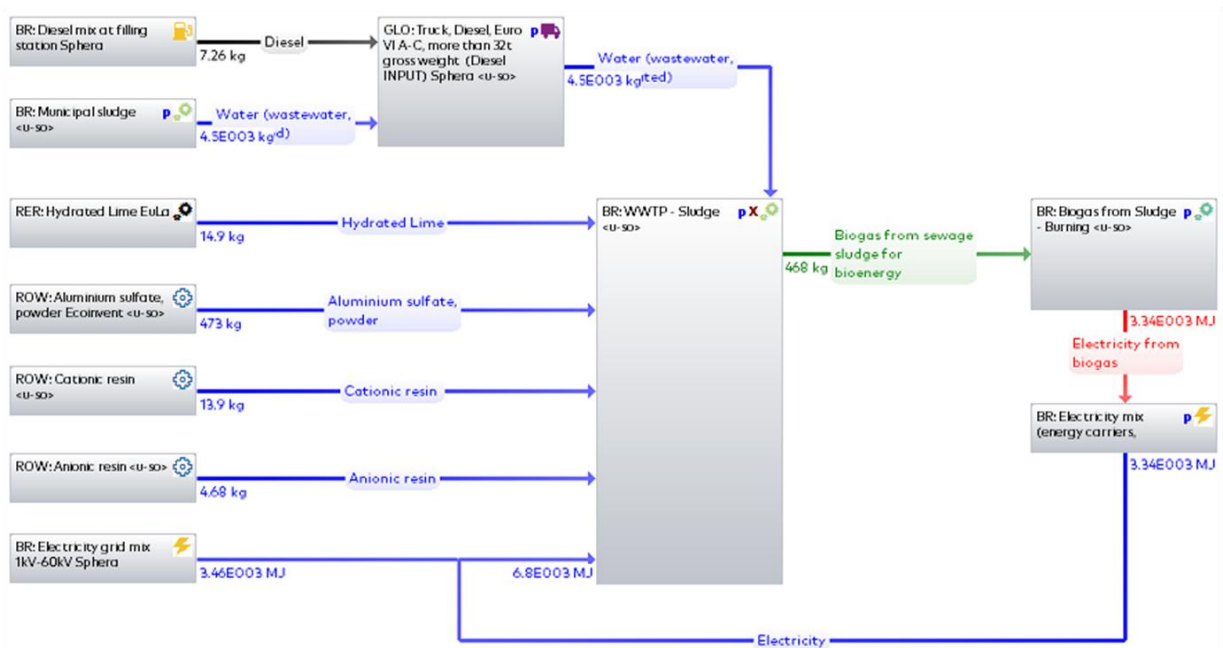 BR: Diesel mix at filling
station Sphera
7.26 kg
Diesel
GLO: Truck, Diesel, Euro
VI A-C, more than 32t
gross weight (Diesel
INPUT) Sphera <u-so>
p
Water (wastewater,
4.5E003 kg
ted)
BR: Municipal sludge
<u-so>
p
Water (wastewater,
4.5E003 kg
d)
RER: Hydrated Lime EuLa
14.9 kg
Hydrated Lime
BR: WWTP - Sludge
<u-so>
p X
ROW: Aluminium sulfate,
powder Ecoinvent <u-so>
473 kg
Aluminium sulfate,
powder
ROW: Cationic resin
<u-so>
13.9 kg
Cationic resin
ROW: Anionic resin <u-so>
4.68 kg
Anionic resin
BR: Electricity grid mix
1kV-60kV Sphera
3.46E003 MJ
6.8E003 MJ
Biogas from sewage
sludge for
bioenergy
468 kg
BR: Biogas from Sludge
- Burning <u-so>
p
3.34E003 MJ
Electricity from
biogas
BR: Electricity mix
(energy carriers,
p
3.34E003 MJ
Electricity